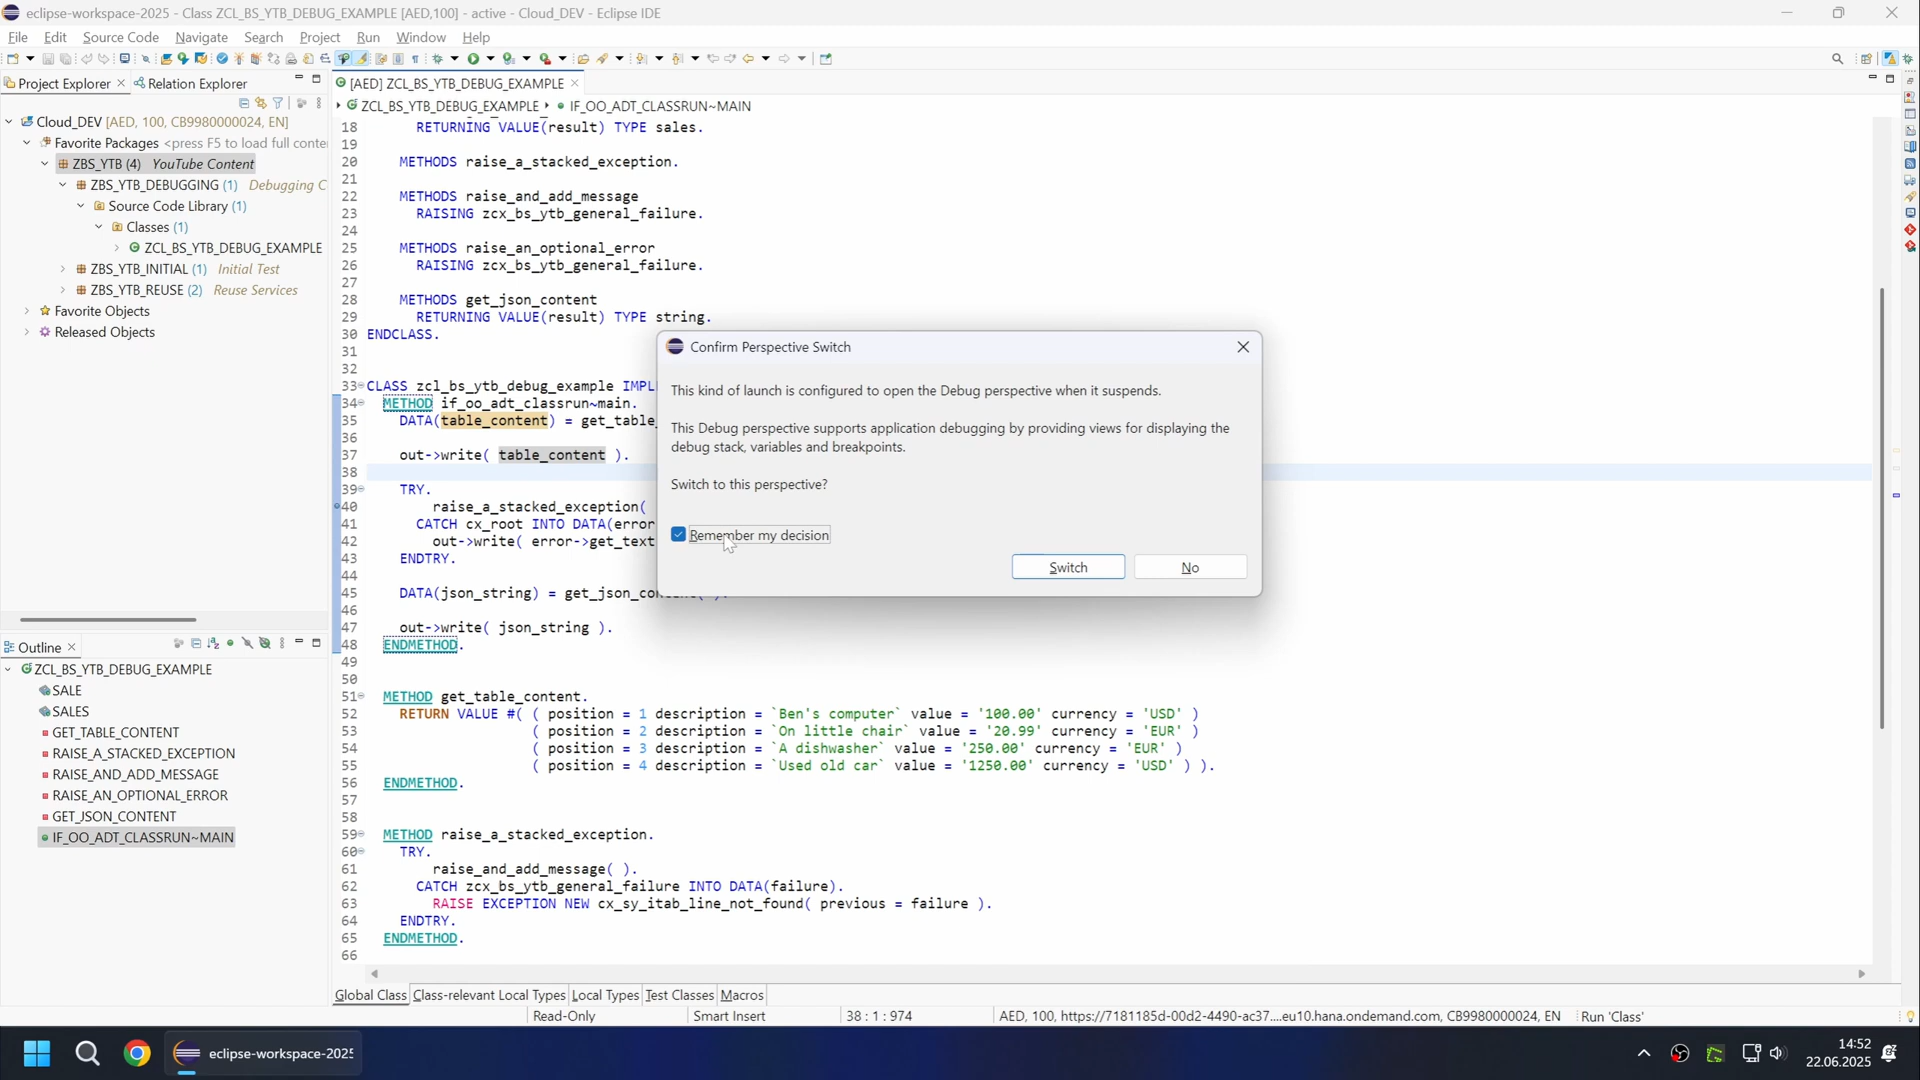 eclipse-workspace-2025 - Class ZCL_BS_YTB_DEBUG_EXAMPLE [AED,100] - active - Cloud_DEV - Eclipse IDE
File Edit Source Code Navigate Search Project Run Window Help
Project Explorer
Relation Explorer
Cloud_DEV [AED, 100, CB9980000024, EN]
Favorite Packages <press F5 to load full conte
ZBS_YTB (4) YouTube Content
ZBS_YTB_DEBUGGING (1) Debugging C
Source Code Library (1)
Classes (1)
ZCL_BS_YTB_DEBUG_EXAMPLE
ZBS_YTB_INITIAL (1) Initial Test
ZBS_YTB_REUSE (2) Reuse Services
Favorite Objects
Released Objects
Outline
ZCL_BS_YTB_DEBUG_EXAMPLE
SALE
SALES
GET_TABLE_CONTENT
RAISE_A_STACKED_EXCEPTION
RAISE_AND_ADD_MESSAGE
RAISE_AN_OPTIONAL_ERROR
GET_JSON_CONTENT
IF_OO_ADT_CLASSRUN~MAIN
[AED] ZCL_BS_YTB_DEBUG_EXAMPLE
ZCL_BS_YTB_DEBUG_EXAMPLE IF_OO_ADT_CLASSRUN~MAIN
18 RETURNING VALUE(result) TYPE sales.
19
20 METHODS raise_a_stacked_exception.
21
22 METHODS raise_and_add_message
23 RAISING zcx_bs_ytb_general_failure.
24
25 METHODS raise_an_optional_error
26 RAISING zcx_bs_ytb_general_failure.
27
28 METHODS get_json_content
29 RETURNING VALUE(result) TYPE string.
30 ENDCLASS.
31
32
33 CLASS zcl_bs_ytb_debug_example IMPL
34 METHOD if_oo_adt_classrun~main.
35 DATA(table_content) = get_table_
36
37 out->write( table_content ).
38
39 TRY.
40 raise_a_stacked_exception(
41 CATCH cx_root INTO DATA(error
42 out->write( error->get_text
43 ENDTRY.
44
45 DATA(json_string) = get_json_con
46
47 out->write( json_string ).
48 ENDMETHOD.
49
50
51 METHOD get_table_content.
52 RETURN VALUE #( ( position = 1 description = `Ben's computer` value = '100.00' currency = 'USD' )
53 ( position = 2 description = `On little chair` value = '20.99' currency = 'EUR' )
54 ( position = 3 description = `A dishwasher` value = '250.00' currency = 'EUR' )
55 ( position = 4 description = `Used old car` value = '1250.00' currency = 'USD' ) ).
56 ENDMETHOD.
57
58
59 METHOD raise_a_stacked_exception.
60 TRY.
61 raise_and_add_message( ).
62 CATCH zcx_bs_ytb_general_failure INTO DATA(failure).
63 RAISE EXCEPTION NEW cx_sy_itab_line_not_found( previous = failure ).
64 ENDTRY.
65 ENDMETHOD.
66
Confirm Perspective Switch
This kind of launch is configured to open the Debug perspective when it suspends.
This Debug perspective supports application debugging by providing views for displaying the
debug stack, variables and breakpoints.
Switch to this perspective?
Remember my decision
Switch
No
Global Class Class-relevant Local Types Local Types Test Classes Macros
Read-Only Smart Insert 38 : 1 : 974 AED, 100, https://7181185d-00d2-4490-ac37....eu10.hana.ondemand.com, CB9980000024, EN Run 'Class'
eclipse-workspace-2025
14:52
22.06.2025